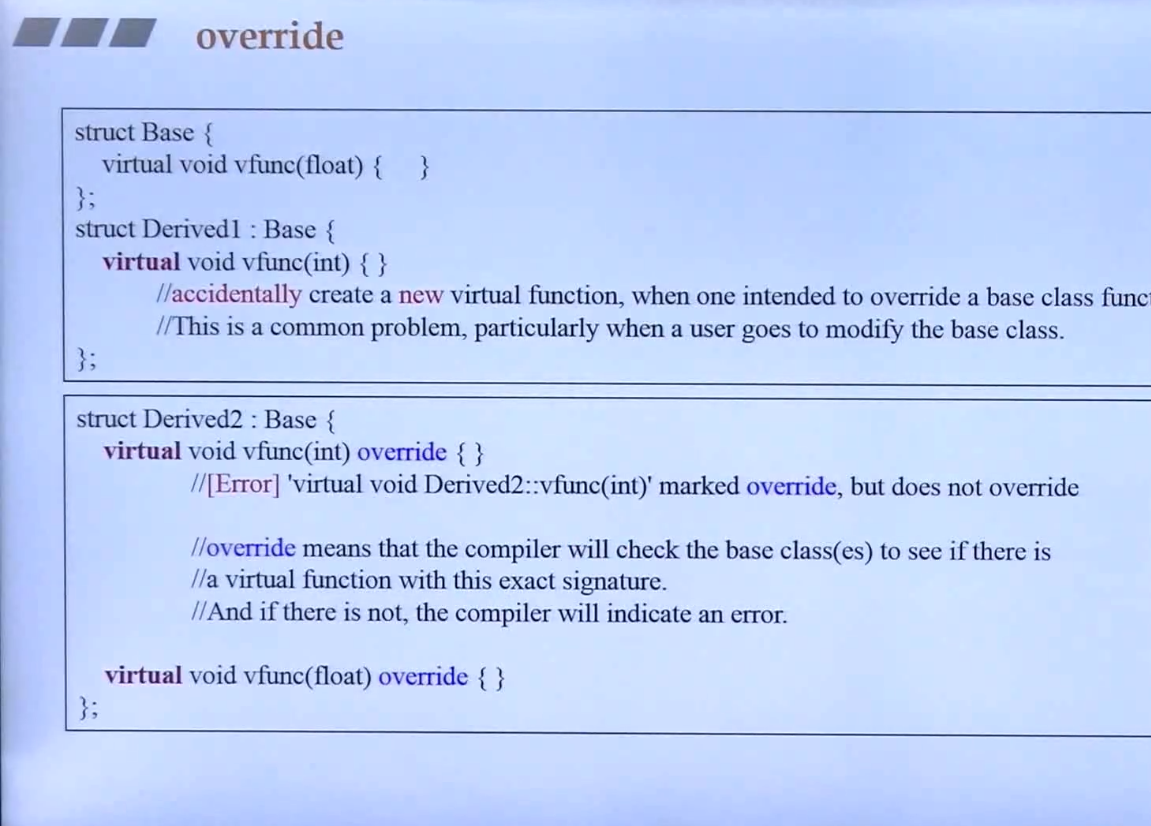 override
struct Base {
virtual void vfunc(float) { }
};
struct Derived1 : Base {
virtual void vfunc(int) { }
//accidentally create a new virtual function, when one intended to override a base class
//This is a common problem, particularly when a user goes to modify the base class.
};
struct Derived2 : Base {
virtual void vfunc(int) override { }
//[Error] 'virtual void Derived2::vfunc(int)' marked override, but does not override
//override means that the compiler will check the base class(es) to see if there is
//a virtual function with this exact signature.
//And if there is not, the compiler will indicate an error.
virtual void vfunc(float) override { }
};